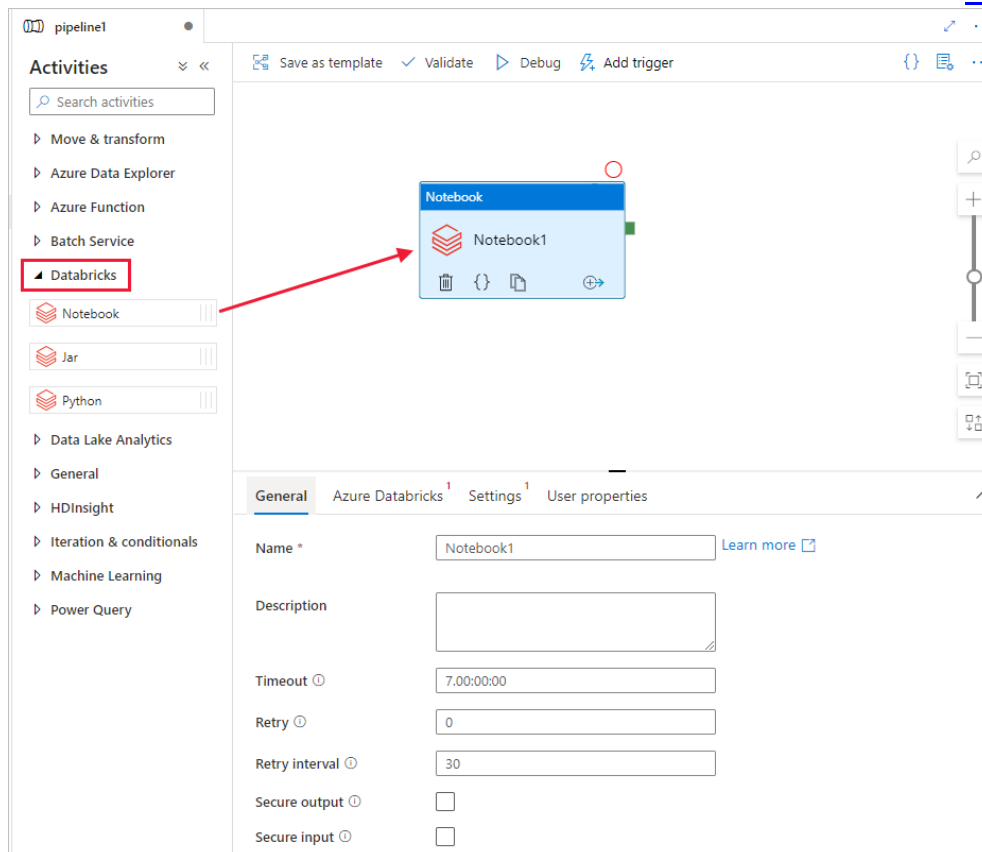 pipeline1
Activities
Save as template
Validate
Debug
Add trigger
{}
Search activities
Move & transform
Azure Data Explorer
Azure Function
Batch Service
Databricks
Notebook
Jar
Python
Data Lake Analytics
General
HDInsight
Iteration & conditionals
Machine Learning
Power Query
Notebook
Notebook1
{}
General
Azure Databricks 1
Settings 1
User properties
Name *
Notebook1
Learn more
Description
Timeout
7.00:00:00
Retry
0
Retry interval
30
Secure output
Secure input